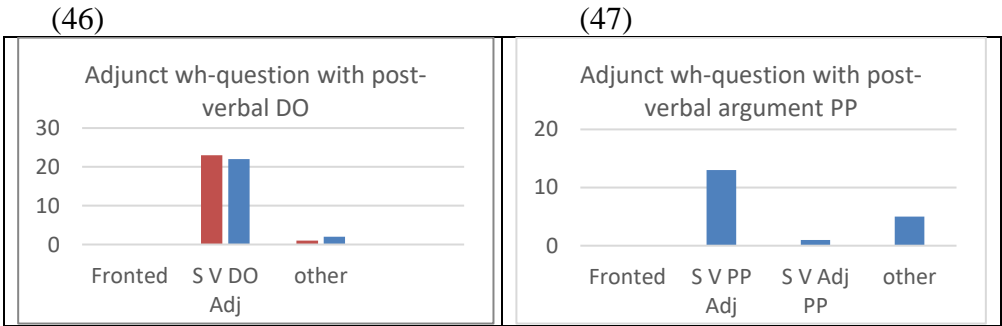 (46) (47)
Adjunct wh-question with post-
verbal DO
30
20
10
0
Fronted S V DO other
Adj
Adjunct wh-question with post-
verbal argument PP
20
10
0
Fronted S V PP S V Adj other
Adj PP